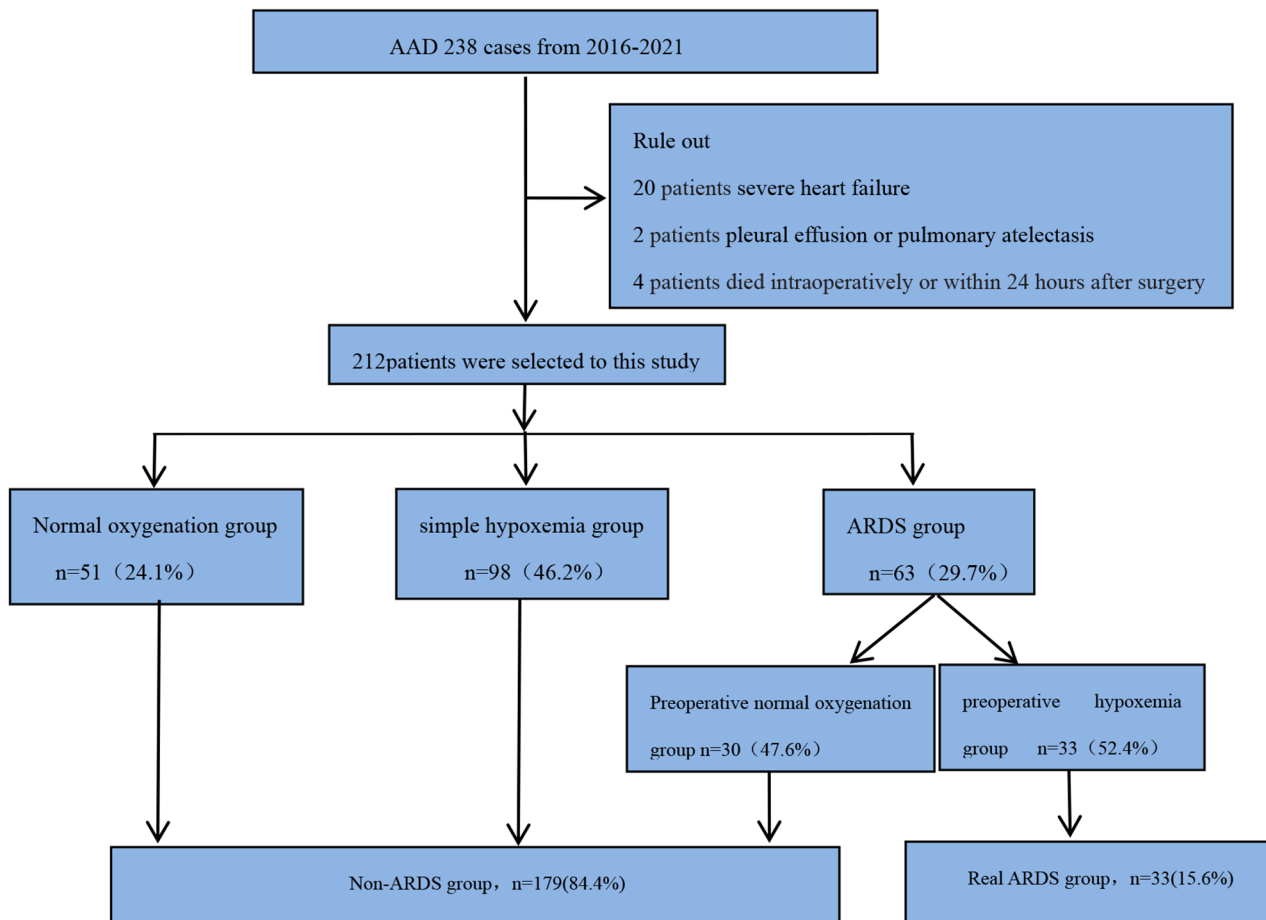 AAD 238 cases from 2016-2021
Rule out
20 patients severe heart failure
2 patients pleural effusion or pulmonary atelectasis
4 patients died intraoperatively or within 24 hours after surgery
212patients were selected to this study
Normal oxygenation group
n=51（24.1%）
simple hypoxemia group
n=98（46.2%）
ARDS group
n=63（29.7%）
Preoperative normal oxygenation
group n=30（47.6%）
preoperative hypoxemia
group n=33（52.4%）
Non-ARDS group，n=179(84.4%)
Real ARDS group，n=33(15.6%)